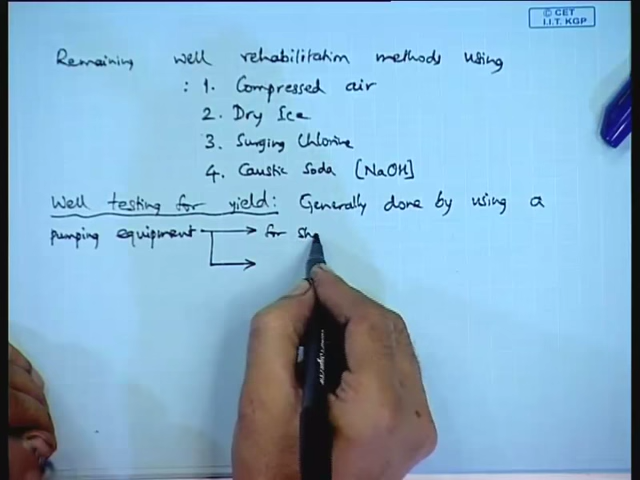 © CET
I.I.T. KGP
Remaining well rehabilitation methods using
: 1. Compressed air
2. Dry Ice
3. Surging Chlorine
4. Caustic Soda [NaOH]
Well testing for yield: Generally done by using a
pumping equipment → for sh